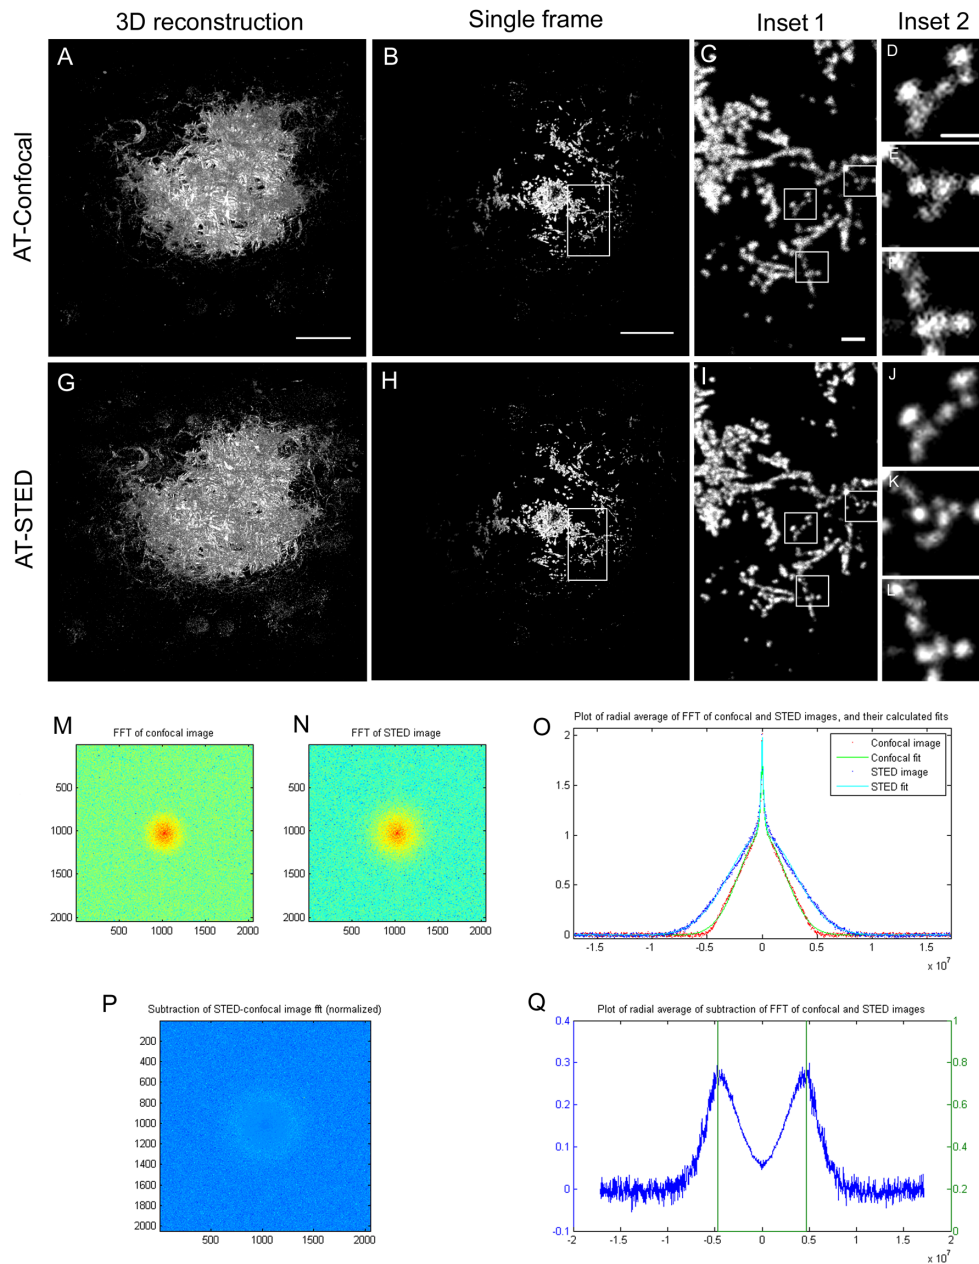 3D reconstruction
Single frame
Inset 1
Inset 2
AT-Confocal
A
B
C
D
E
F
AT-STED
G
H
I
J
K
L
M
FFT of confocal image
500
1000
1500
2000
500
1000
1500
2000
N
FFT of STED image
500
1000
1500
2000
500
1000
1500
2000
O
Plot of radial average of FFT of confocal and STED images, and their calculated fits
Confocal image
Confocal fit
STED image
STED fit
2
1.5
1
0.5
0
-1.5
-1
-0.5
0
0.5
1
1.5
x 10^7
P
Subtraction of STED-confocal image fft (normalized)
200
400
600
800
1000
1200
1400
1600
1800
2000
500
1000
1500
2000
Q
Plot of radial average of subtraction of FFT of confocal and STED images
0.4
0.3
0.2
0.1
0
-0.1
1
0.8
0.6
0.4
0.2
0
-2
-1.5
-1
-0.5
0
0.5
1
1.5
2
x 10^7